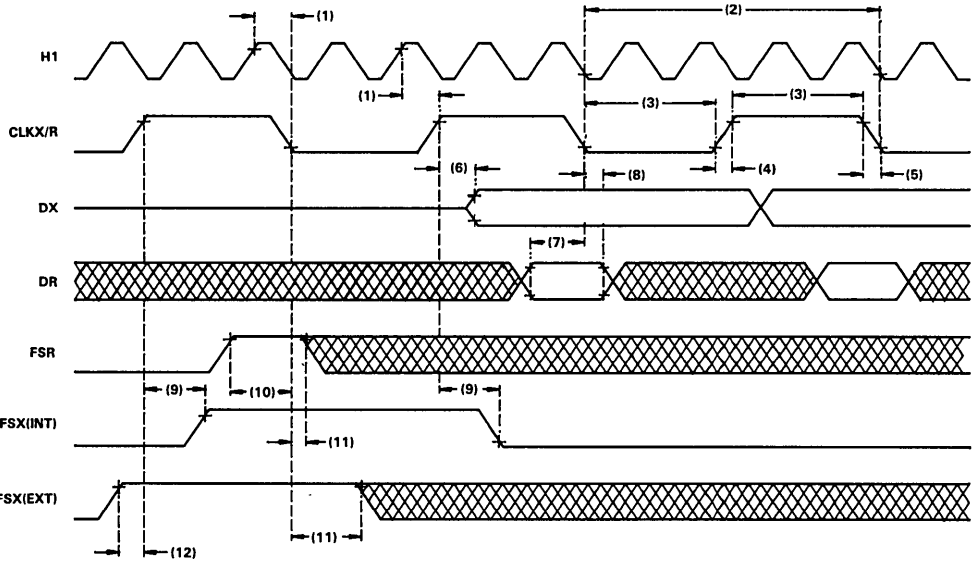 (1)
(2)
H1
(1)
(3)
(3)
CLKX/R
(6)
(8)
(4)
(5)
DX
(7)
DR
FSR
(9)
(10)
(9)
FSX(INT)
(11)
FSX(EXT)
(11)
(12)